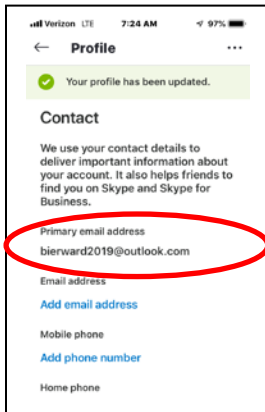 Verizon LTE 7:24 AM 97%
Profile
Your profile has been updated.
Contact
We use your contact details to
deliver important information about
your account. It also helps friends to
find you on Skype and Skype for
Business.
Primary email address
bierward2019@outlook.com
Email address
Add email address
Mobile phone
Add phone number
Home phone